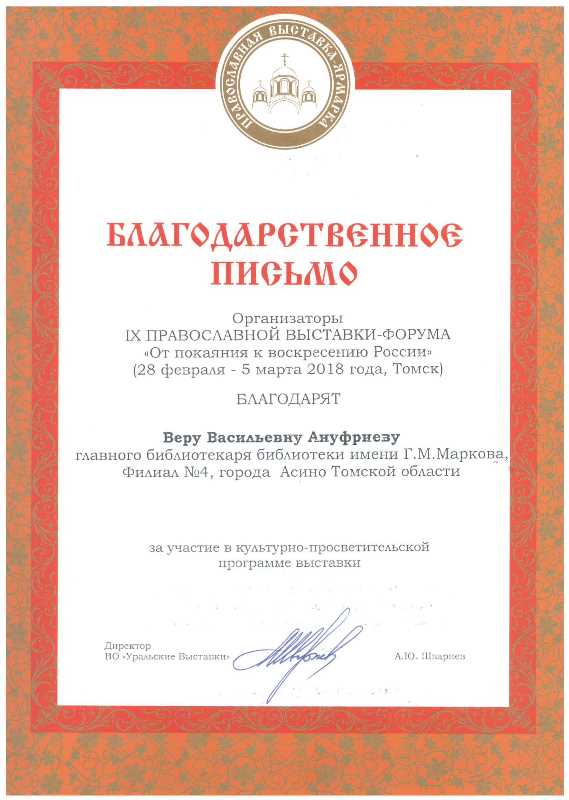 ПРАВОСЛАВНАЯ ВЫСТАВКА-ЯРМАРКА
БЛАГОДАРСТВЕННОЕ
ПИСЬМО
Организаторы
IX ПРАВОСЛАВНОЙ ВЫСТАВКИ-ФОРУМА
«От покаяния к воскресению России»
(28 февраля - 5 марта 2018 года, Томск)
БЛАГОДАРЯТ
Веру Васильевну Ануфриезу
главного библиотекаря библиотеки имени Г.М.Маркова,
Филиал №4, города Асино Томской области
за участие в культурно-просветительской
программе выставки
Директор
ВО «Уральские Выставки»
А.Ю. Шварнев